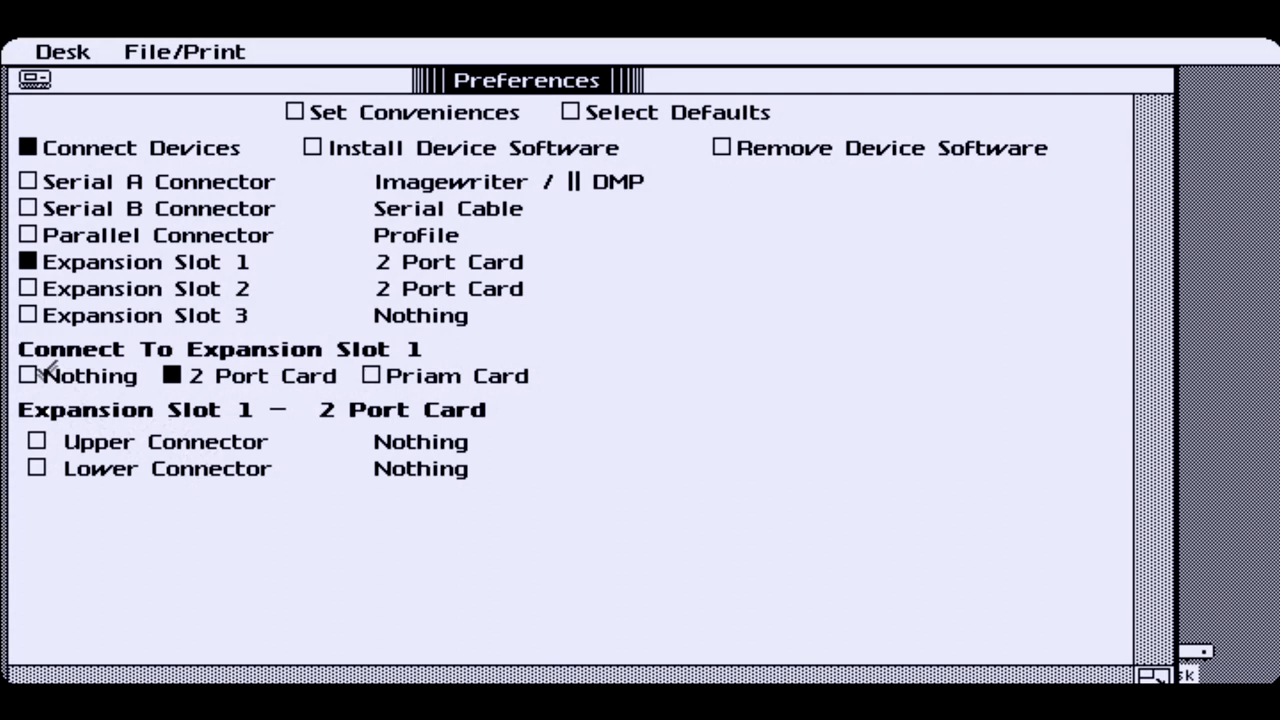 Desk File/Print
Preferences
Set Conveniences Select Defaults
Connect Devices Install Device Software Remove Device Software
Serial A Connector Imagewriter / || DMP
Serial B Connector Serial Cable
Parallel Connector Profile
Expansion Slot 1 2 Port Card
Expansion Slot 2 2 Port Card
Expansion Slot 3 Nothing
Connect To Expansion Slot 1
Nothing 2 Port Card Priam Card
Expansion Slot 1 - 2 Port Card
Upper Connector Nothing
Lower Connector Nothing
sk